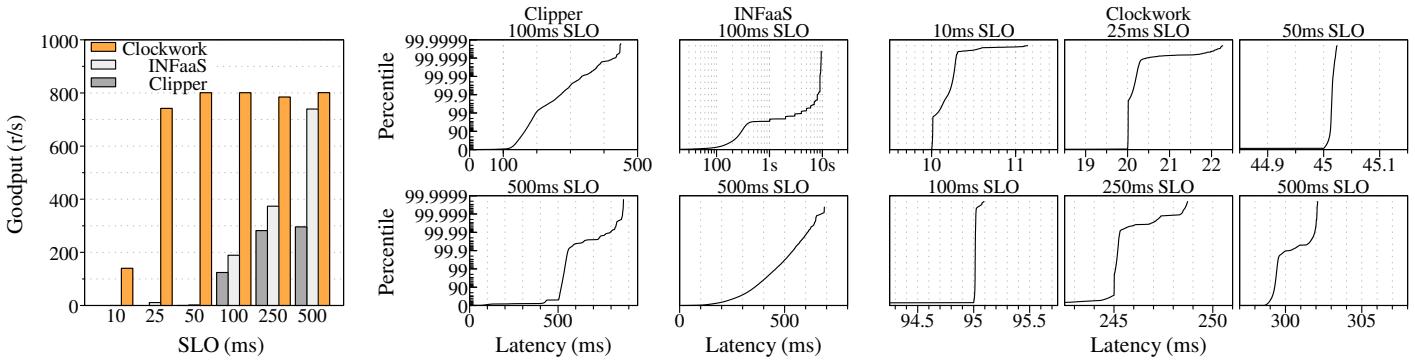 Goodput (r/s)
1000
800
600
400
200
0
Clockwork
INFaaS
Clipper
10 25 50 100 250 500
SLO (ms)
Clipper
100ms SLO
Percentile
99.9999
99.999
99.99
99.9
99
90
0
0 100 500
INFaaS
100ms SLO
100 1s 10s
Clockwork
10ms SLO
10 11
25ms SLO
19 20 21 22
50ms SLO
44.9 45 45.1
500ms SLO
Percentile
99.9999
99.999
99.99
99.9
99
90
0
0 500
Latency (ms)
500ms SLO
0 500
Latency (ms)
100ms SLO
94.5 95 95.5
250ms SLO
245 250
500ms SLO
300 305
Latency (ms)